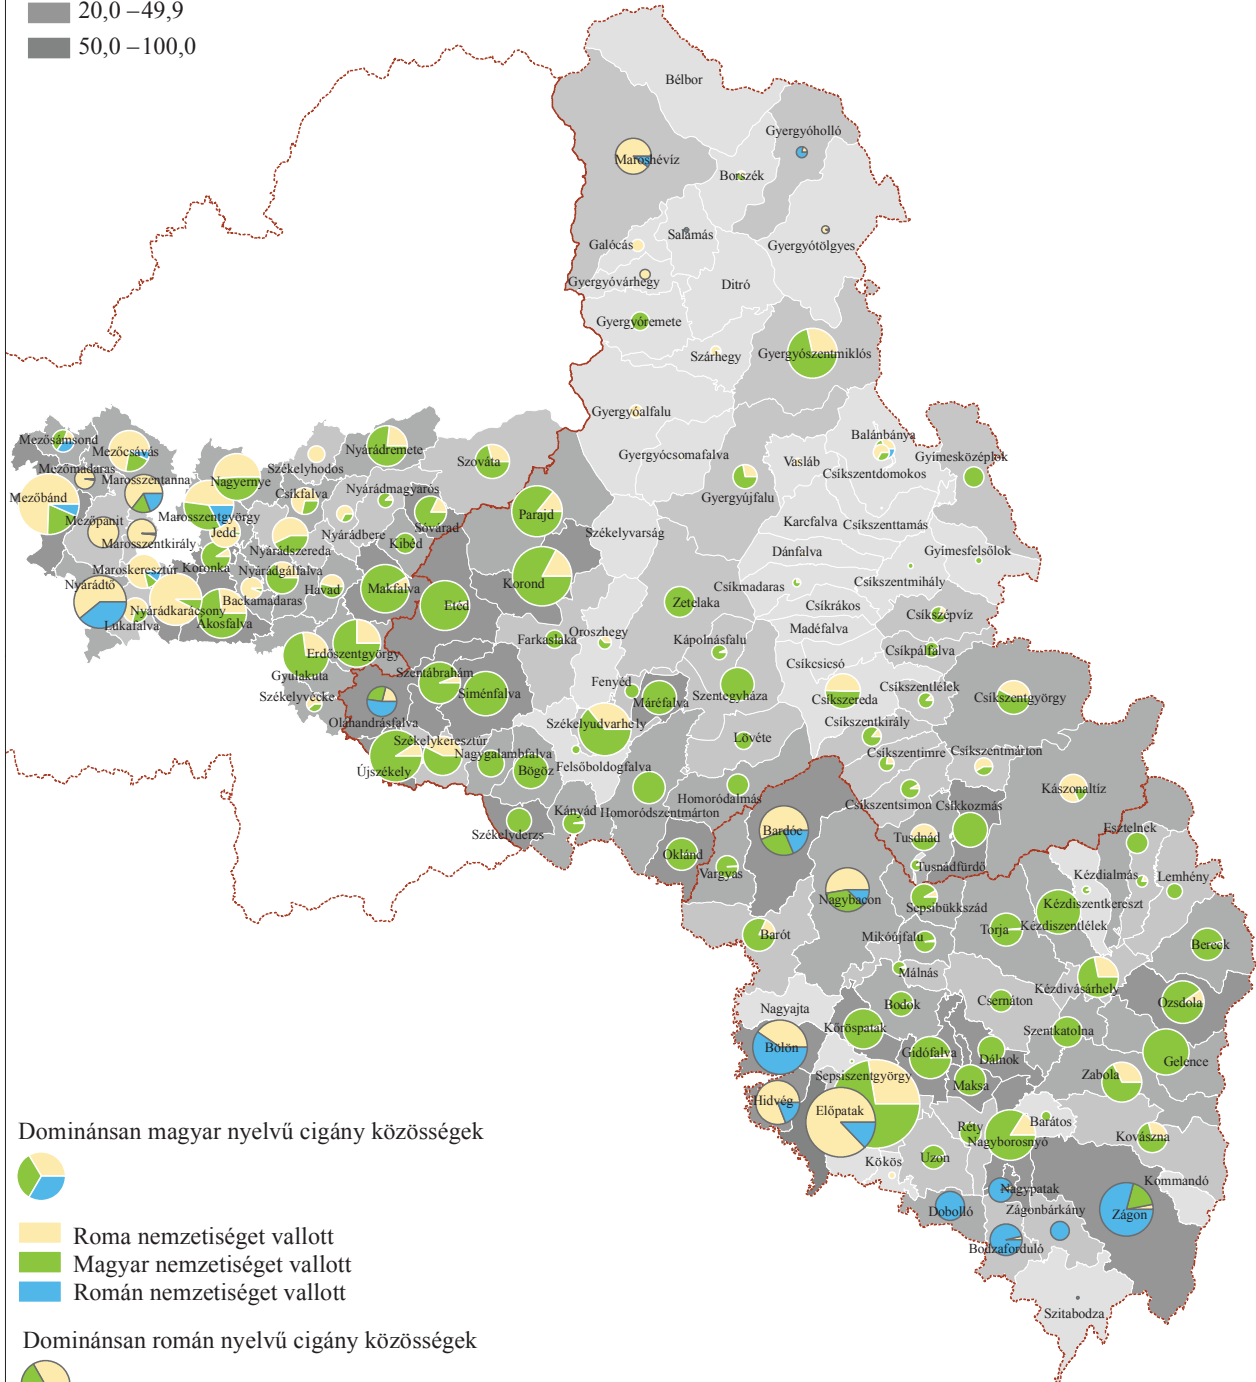 20,0 – 49,9
50,0 – 100,0
Bélbor
Gyergyóholló
Maroshévíz
Borszék
Salamás
Galócás
Gyergyótölgyes
Gyergyóvárhegy
Ditró
Gyergyóremete
Szárhegy
Gyergyószentmiklós
Gyergyóalfalu
Balánbánya
Mezősámsond
Mezőcsávás
Nyárádremete
Gyergyócsomafalva
Gyimesközéplok
Mezőmadaras
Székelyhodos
Szováta
Vasláb
Csíkszentdomokos
Marosszentanna
Nagyernye
Gyergyóújfalu
Mezőbánd
Csíkfalva
Nyárádmagyarós
Marosszentgyörgy
Parajd
Karcfalva
Csíkszenttamás
Mezőpanit
Jedd
Nyárádbere
Sóvárad
Székelyvarság
Marosszentkirály
Nyárádszereda
Kibéd
Dánfalva
Gyimesfelsőlok
Maroskeresztúr
Koronka
Nyárádgálfalva
Korond
Csíkmadaras
Csíkszentmihály
Nyárádtő
Havad
Makfalva
Backamadaras
Etéd
Zetelaka
Csíkrákos
Nyárádkarácsony
Csíkszépvíz
Lukafalva
Ákosfalva
Madéfalva
Farkaslaka
Oroszhegy
Kápolnásfalu
Erdőszentgyörgy
Csíkpálfalva
Gyulakuta
Szentábrahám
Csíkcsicsó
Fenyéd
Székelyvécke
Siménfalva
Máréfalva
Szentegyháza
Csíkszereda
Csíkszentlélek
Csíkszentgyörgy
Oláhandrásfalva
Székelyudvarhely
Csíkszentkirály
Székelykeresztúr
Lövéte
Nagygalambfalva
Csíkszentimre
Csíkszentmárton
Újszékely
Bögöz
Felsőboldogfalva
Kászonaltíz
Homoródalmás
Csíkszentsimon
Csíkkozmás
Kányád
Homoródszentmárton
Székelyderzs
Bardóc
Tusdnád
Esztelnek
Oklánd
Vargyas
Tusnádfürdő
Kézdialmás
Lemhény
Nagybacon
Sepsibükkszád
Kézdiszentkereszt
Kézdiszentlélek
Barót
Mikóújfalu
Torja
Bereck
Málnás
Kézdivásárhely
Nagyajta
Bodok
Csernáton
Ozsdola
Kőröspatak
Szentkatolna
Bölön
Gidófalva
Dálnok
Gelence
Sepsiszentgyörgy
Maksa
Zabola
Hidvég
Előpatak
Réty
Barátos
Nagyborosnyó
Kovászna
Kökös
Uzon
Nagypatak
Kommandó
Dobolló
Zágonbárkány
Zágon
Bodzaforduló
Szitabodza
Dominánsan magyar nyelvű cigány közösségek
Roma nemzetiséget vallott
Magyar nemzetiséget vallott
Román nemzetiséget vallott
Dominánsan román nyelvű cigány közösségek